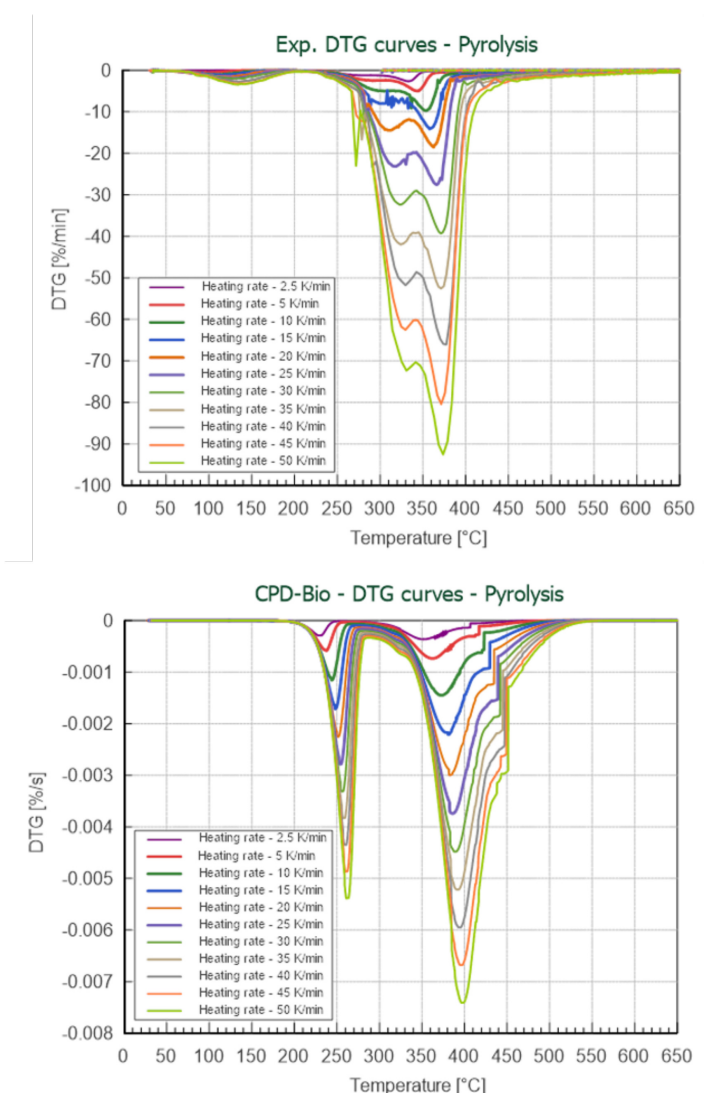 Exp. DTG curves - Pyrolysis
0
-10
-20
-30
-40
-50
-60
-70
-80
-90
-100
DTG [%/min]
Heating rate - 2.5 K/min
Heating rate - 5 K/min
Heating rate - 10 K/min
Heating rate - 15 K/min
Heating rate - 20 K/min
Heating rate - 25 K/min
Heating rate - 30 K/min
Heating rate - 35 K/min
Heating rate - 40 K/min
Heating rate - 45 K/min
Heating rate - 50 K/min
0 50 100 150 200 250 300 350 400 450 500 550 600 650
Temperature [°C]
CPD-Bio - DTG curves - Pyrolysis
0
-0.001
-0.002
-0.003
-0.004
-0.005
-0.006
-0.007
-0.008
DTG [%/s]
Heating rate - 2.5 K/min
Heating rate - 5 K/min
Heating rate - 10 K/min
Heating rate - 15 K/min
Heating rate - 20 K/min
Heating rate - 25 K/min
Heating rate - 30 K/min
Heating rate - 35 K/min
Heating rate - 40 K/min
Heating rate - 45 K/min
Heating rate - 50 K/min
0 50 100 150 200 250 300 350 400 450 500 550 600 650
Temperature [°C]